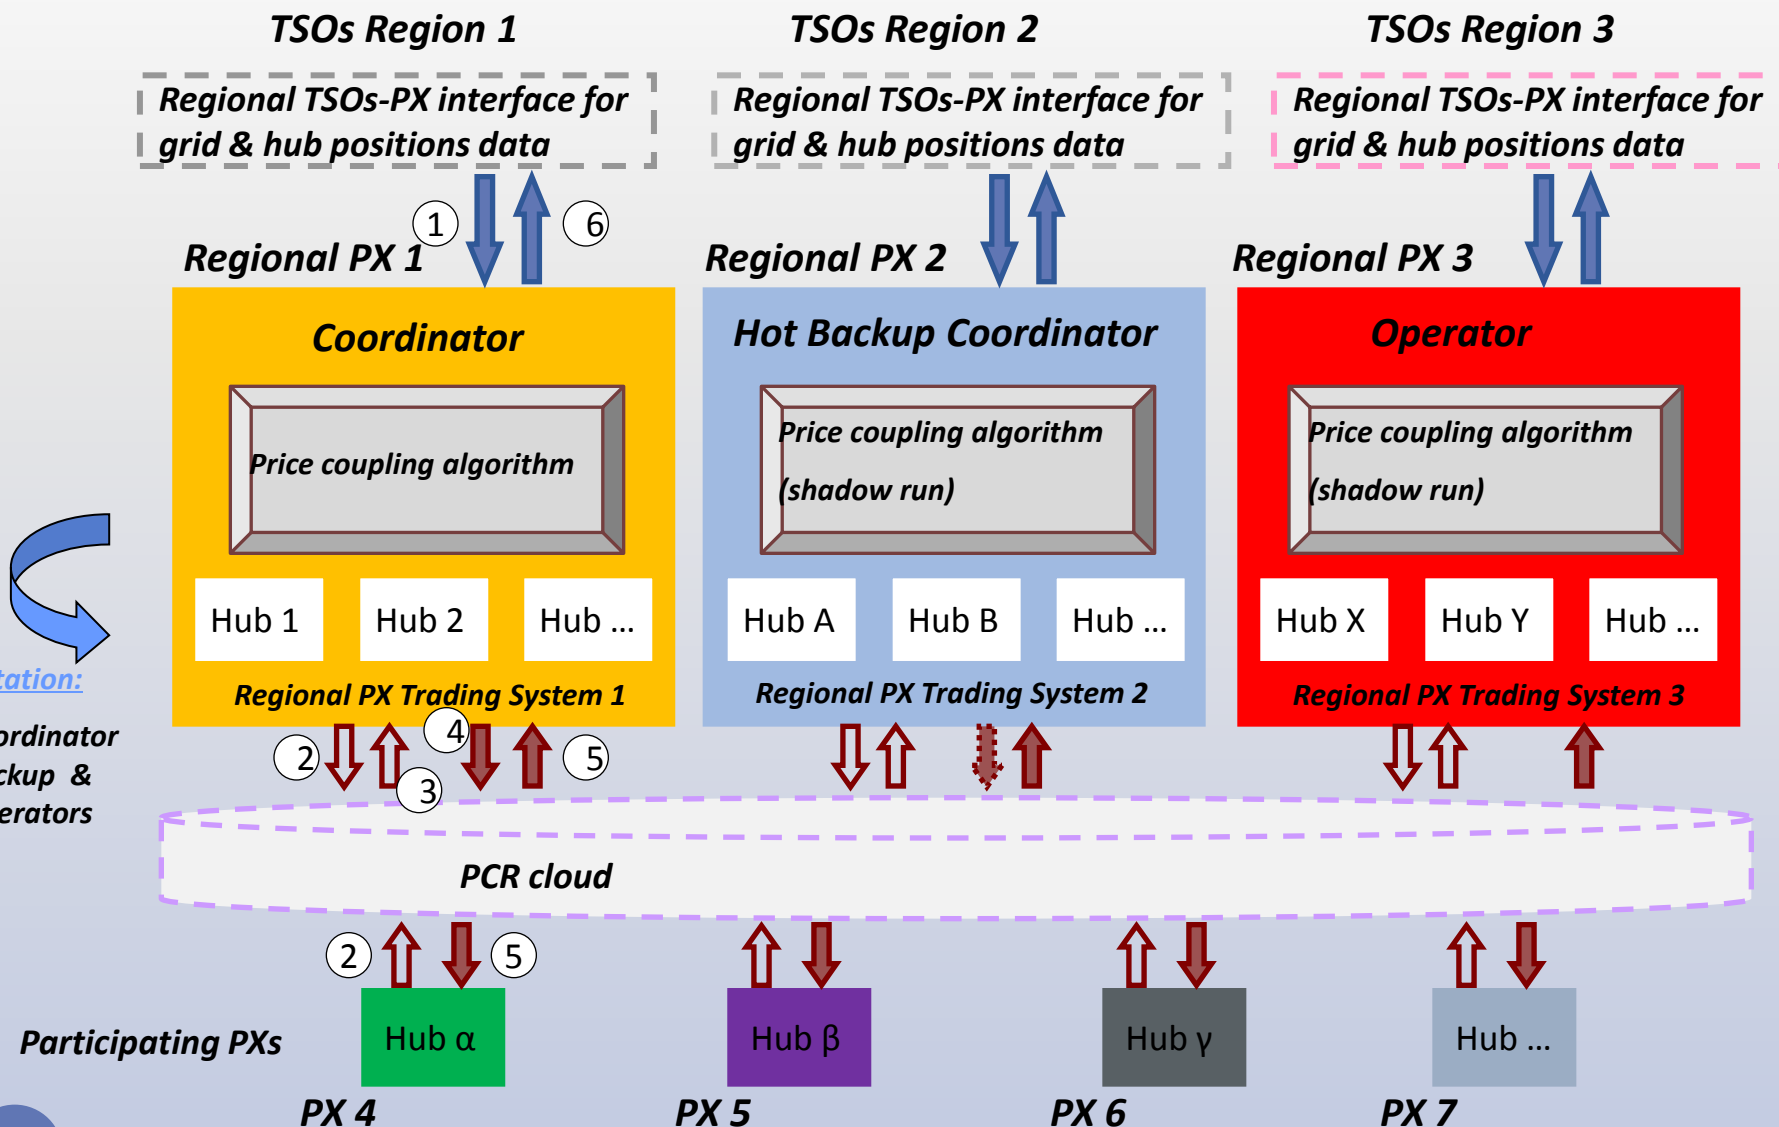 TSOs Region 1
TSOs Region 2
TSOs Region 3
Regional TSOs-PX interface for
grid & hub positions data
Regional TSOs-PX interface for
grid & hub positions data
Regional TSOs-PX interface for
grid & hub positions data
1
6
Regional PX 1
Regional PX 2
Regional PX 3
Coordinator
Hot Backup Coordinator
Operator
Price coupling algorithm
Price coupling algorithm
(shadow run)
Price coupling algorithm
(shadow run)
Hub 1
Hub 2
Hub ...
Hub A
Hub B
Hub ...
Hub X
Hub Y
Hub ...
Regional PX Trading System 1
Regional PX Trading System 2
Regional PX Trading System 3
tation:
ordinator
ckup &
erators
2
3
4
5
PCR cloud
2
5
Participating PXs
Hub α
Hub β
Hub γ
Hub ...
PX 4
PX 5
PX 6
PX 7